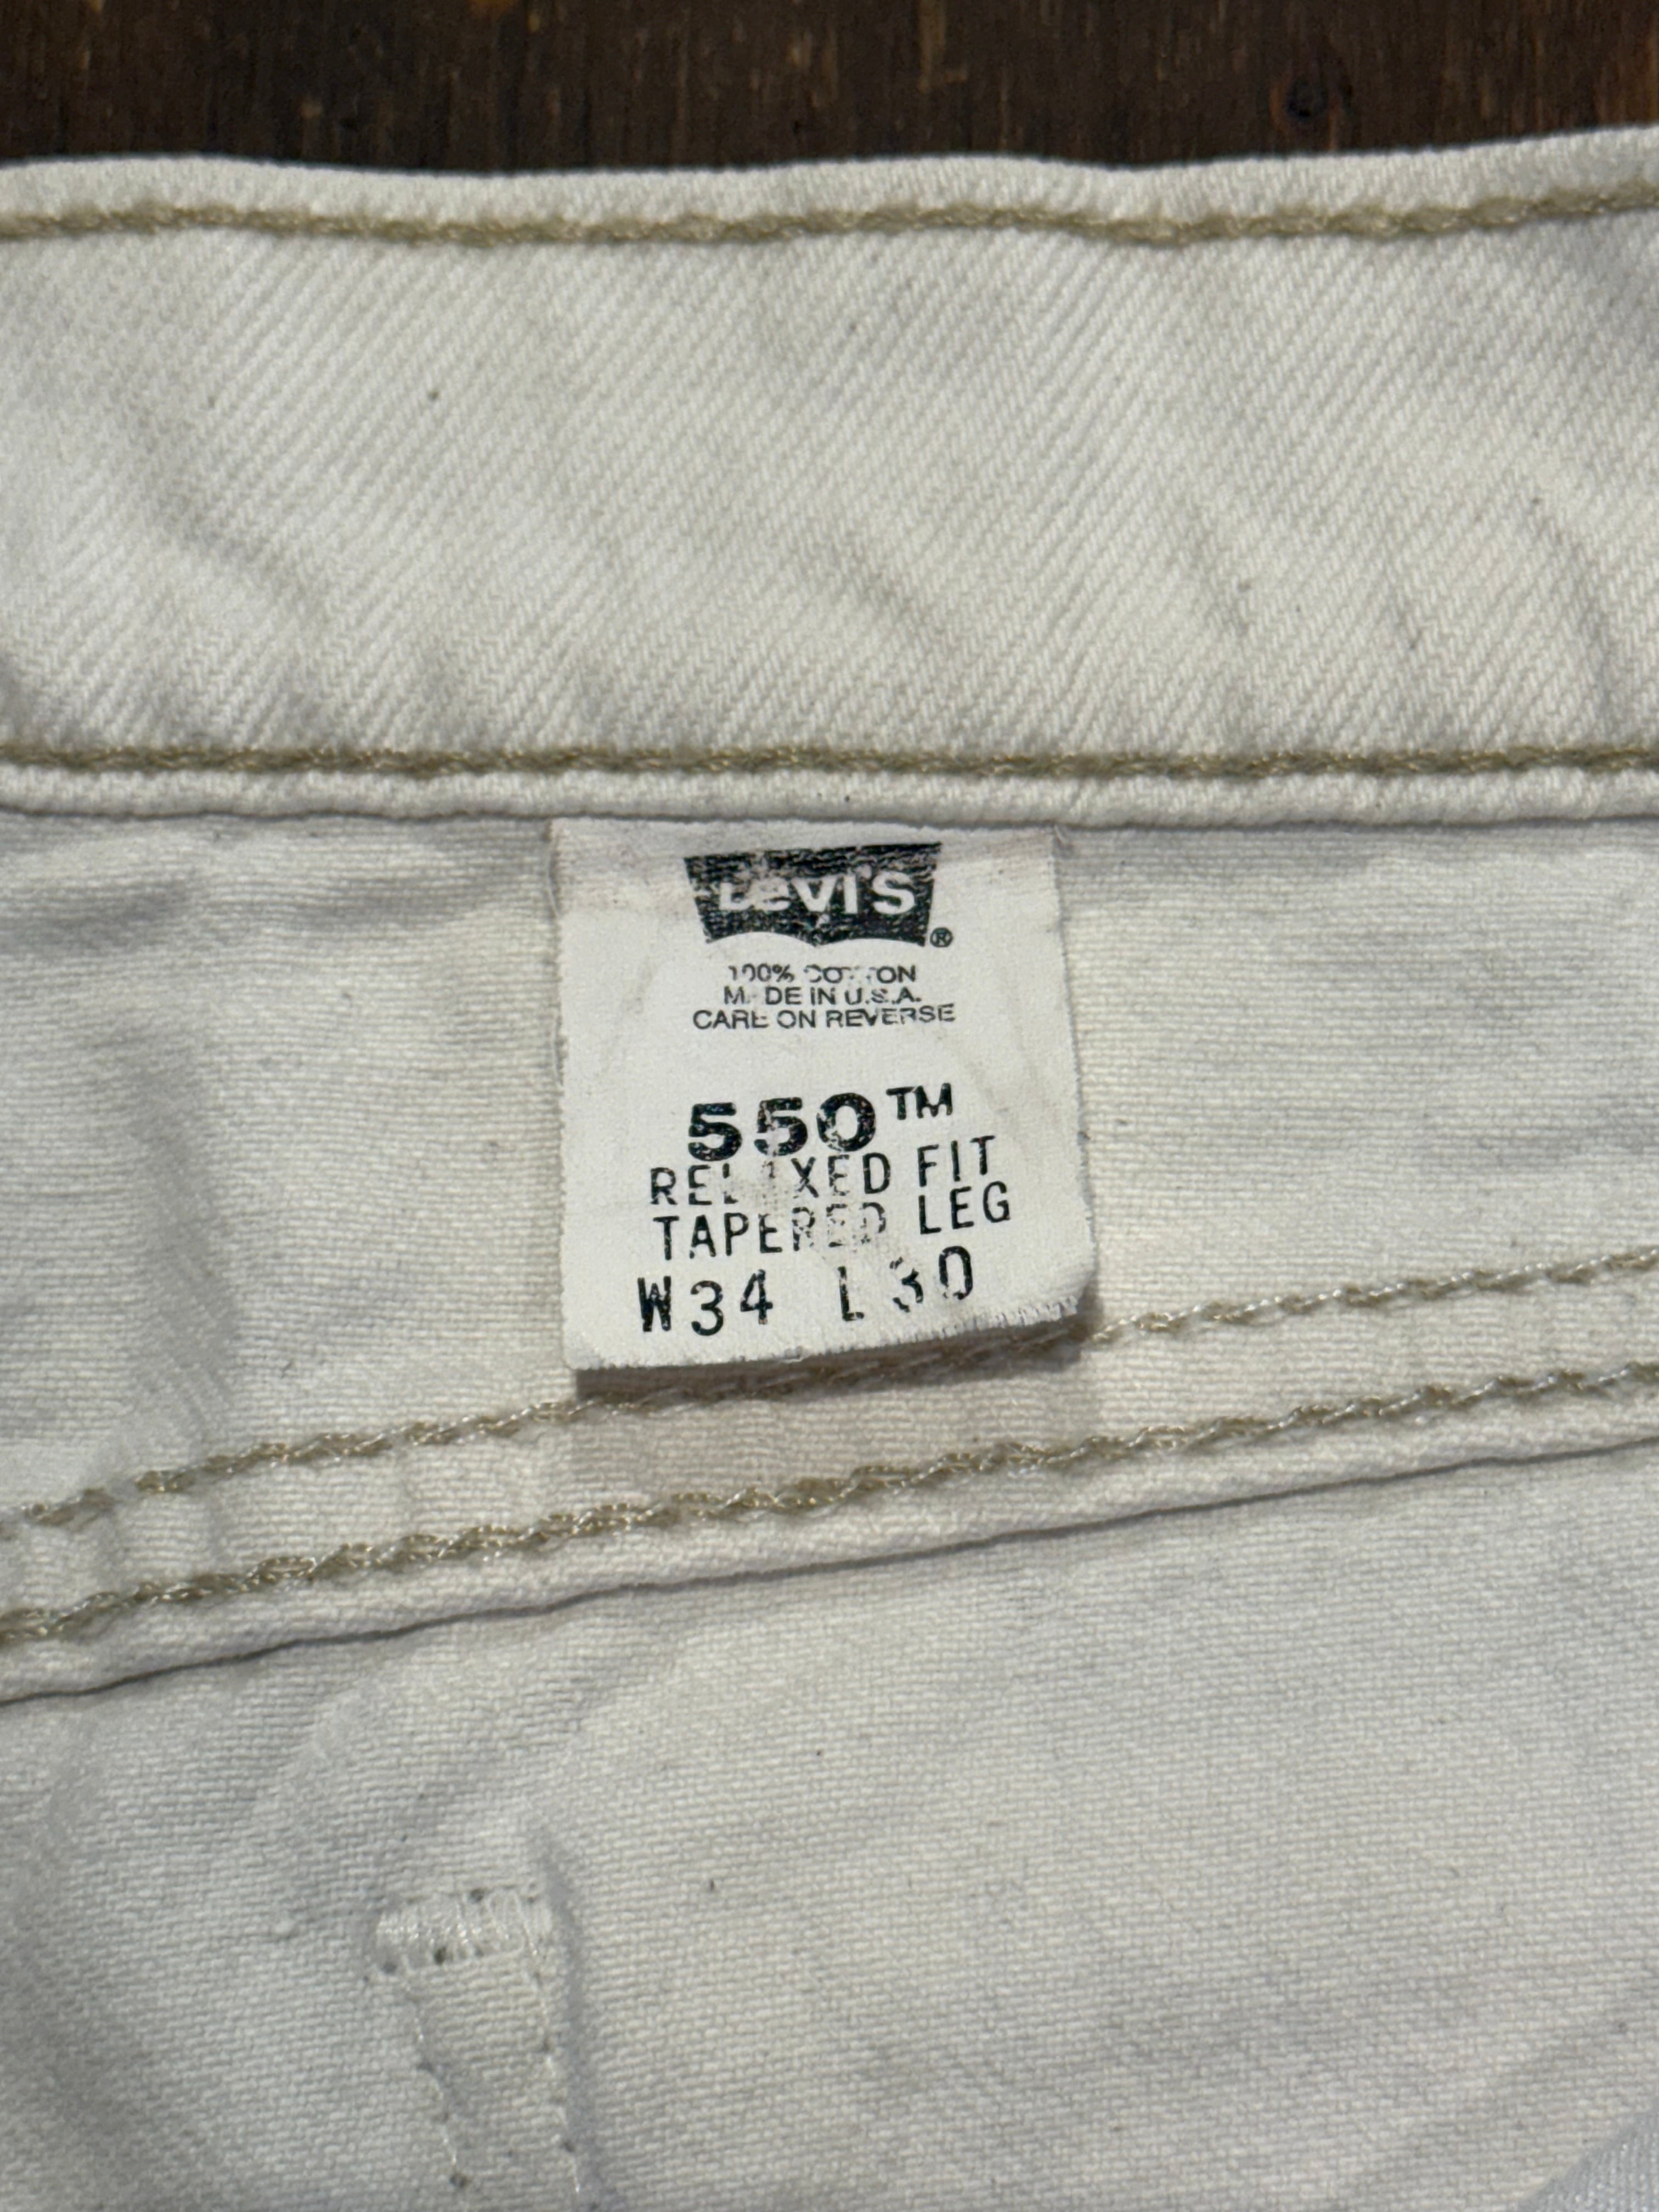 Levi's®
100% COTTON
MADE IN U.S.A.
CARE ON REVERSE
550™
RELAXED FIT
TAPERED LEG
W34 L30